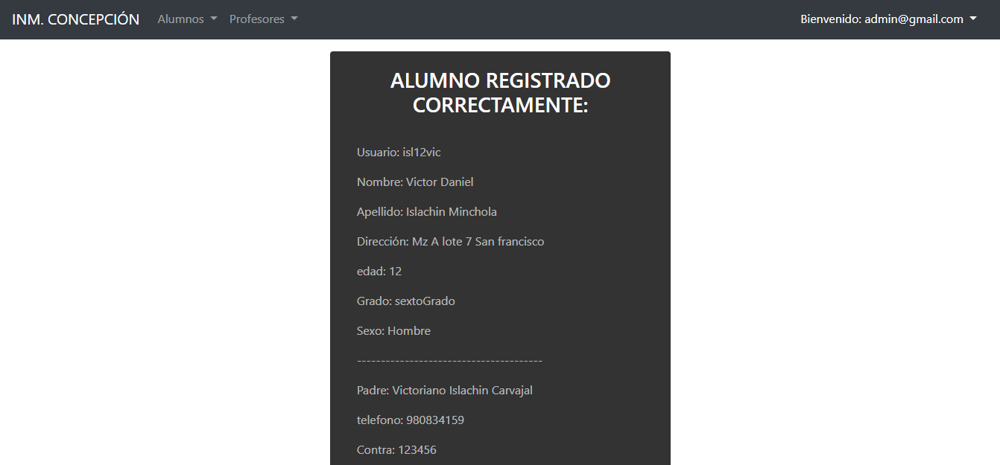 INM. CONCEPCIÓN Alumnos Profesores Bienvenido: admin@gmail.com
ALUMNO REGISTRADO
CORRECTAMENTE:
Usuario: isl12vic
Nombre: Victor Daniel
Apellido: Islachin Minchola
Dirección: Mz A lote 7 San francisco
edad: 12
Grado: sextoGrado
Sexo: Hombre
---------------------------------------
Padre: Victoriano Islachin Carvajal
telefono: 980834159
Contra: 123456